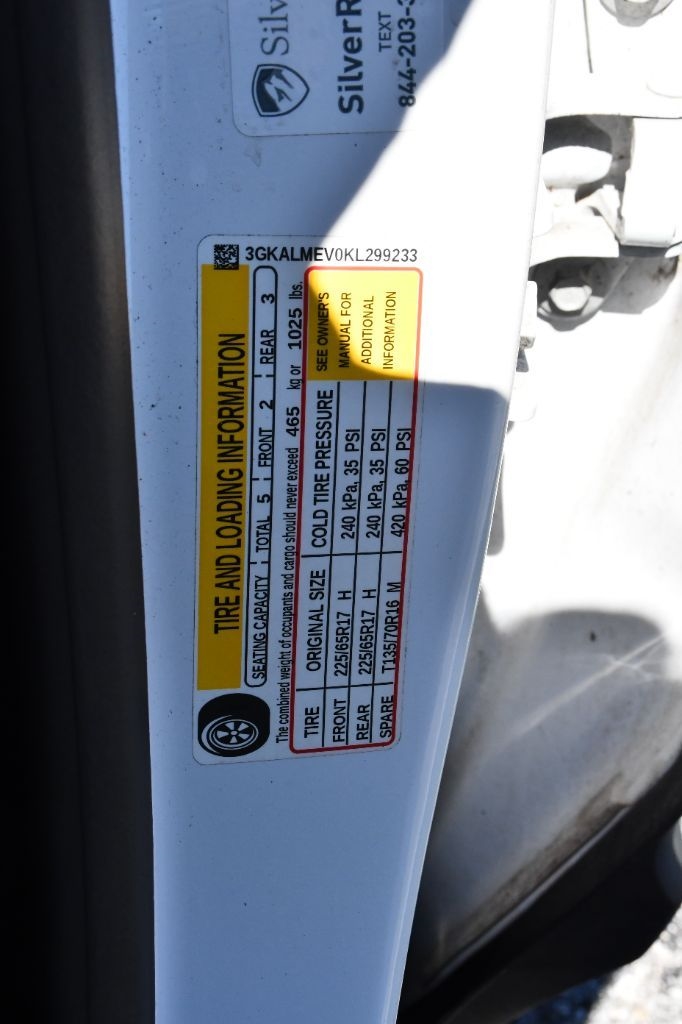 Silv
SilverR
TEXT
844-203-3
3GKALMEV0KL299233
TIRE AND LOADING INFORMATION
SEATING CAPACITY TOTAL 5 FRONT 2 REAR 3
The combined weight of occupants and cargo should never exceed 465 kg or 1025 lbs.
TIRE ORIGINAL SIZE COLD TIRE PRESSURE
FRONT 225/65R17 H 240 kPa, 35 PSI
REAR 225/65R17 H 240 kPa, 35 PSI
SPARE T135/70R16 M 420 kPa, 60 PSI
SEE OWNER'S
MANUAL FOR
ADDITIONAL
INFORMATION